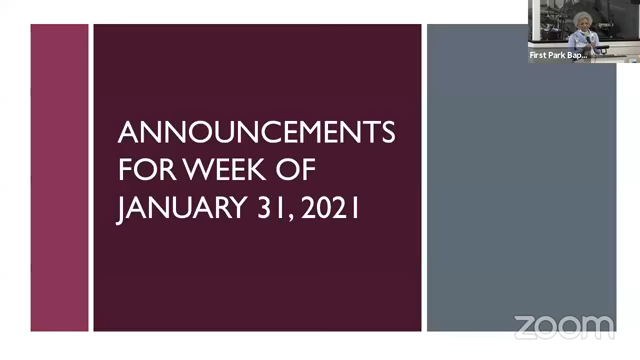 First Park Bap...
ANNOUNCEMENTS
FOR WEEK OF
JANUARY 31, 2021
zoom